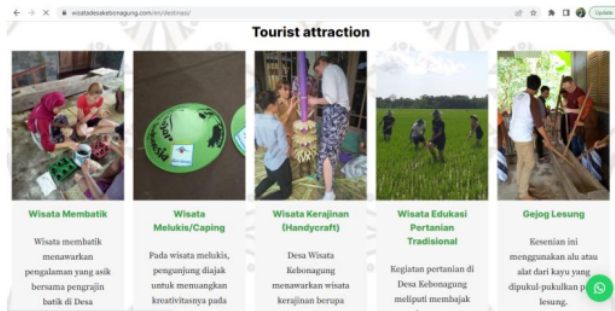 wisatadesakebonagung.com/en/destinasi/
Update
Tourist attraction
Wisata Membatik
Wisata membatik
menawarkan
pengalaman yang asik
bersama pengrajin
batik di Desa
Wisata
Melukis/Caping
Pada wisata melukis,
pengunjung diajak
untuk menuangkan
kreativitasnya pada
Wisata Kerajinan
(Handycraft)
Desa Wisata
Kebonagung
menawarkan wisata
kerajinan berupa
Wisata Edukasi
Pertanian
Tradisional
Kegiatan pertanian di
Desa Kebonagung
meliputi membajak
Gejog Lesung
Kesenian ini
menggunakan alu atau
alat dari kayu yang
dipukul-pukulkan
lesung.